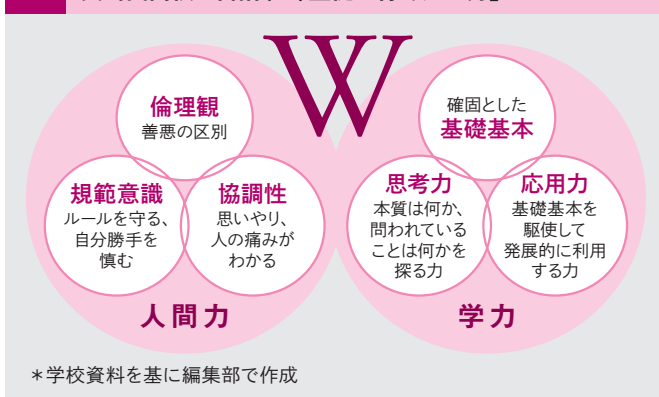 W
倫理観
善悪の区別
規範意識
ルールを守る、
自分勝手を
慎む
協調性
思いやり、
人の痛みが
わかる
人間力
確固とした
基礎基本
思考力
本質は何か、
問われている
ことは何かを
探る力
応用力
基礎基本を
駆使して
発展的に利用
する力
学力
＊学校資料を基に編集部で作成